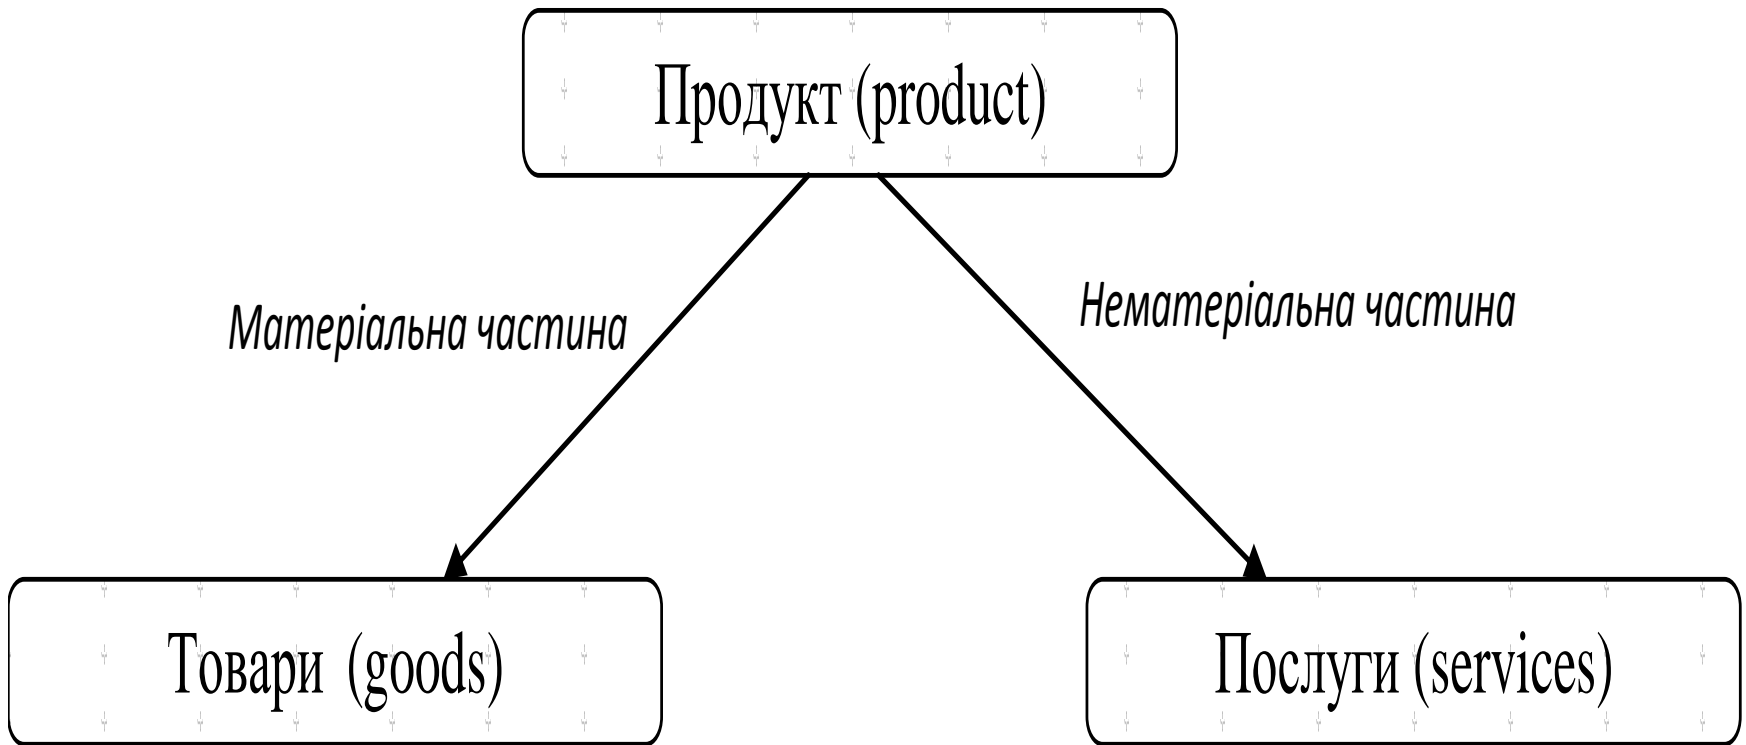 Продукт (product)
Матеріальна частина
Нематеріальна частина
Товари (goods)
Послуги (services)